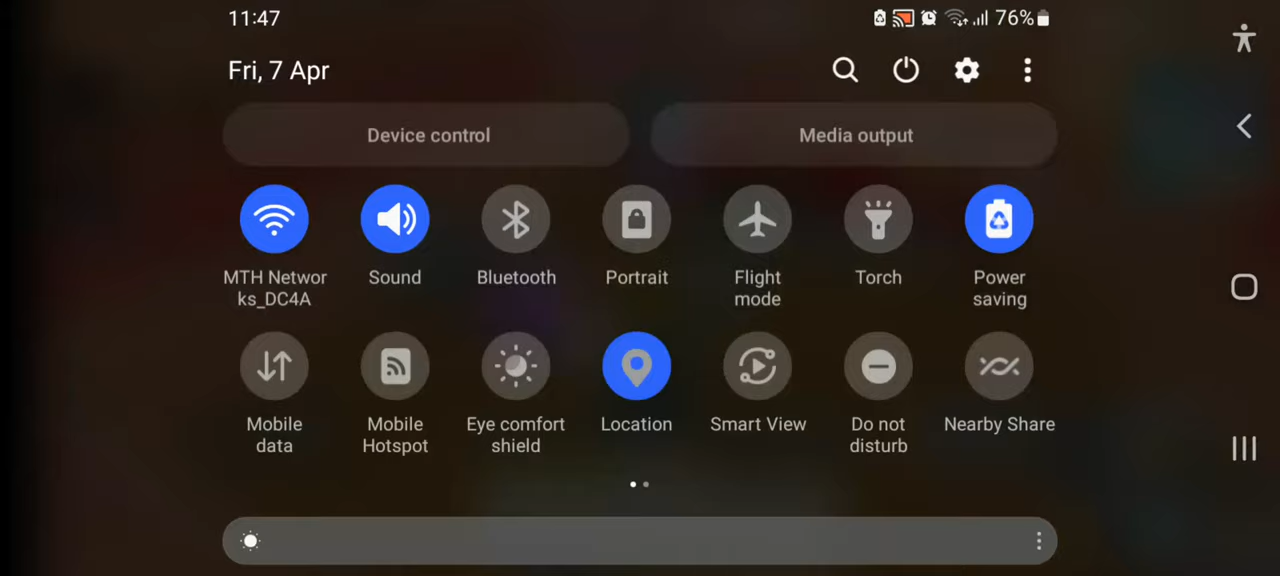 11:47
76%
Fri, 7 Apr
Device control
Media output
MTH Networ
ks_DC4A
Sound
Bluetooth
Portrait
Flight
mode
Torch
Power
saving
Mobile
data
Mobile
Hotspot
Eye comfort
shield
Location
Smart View
Do not
disturb
Nearby Share